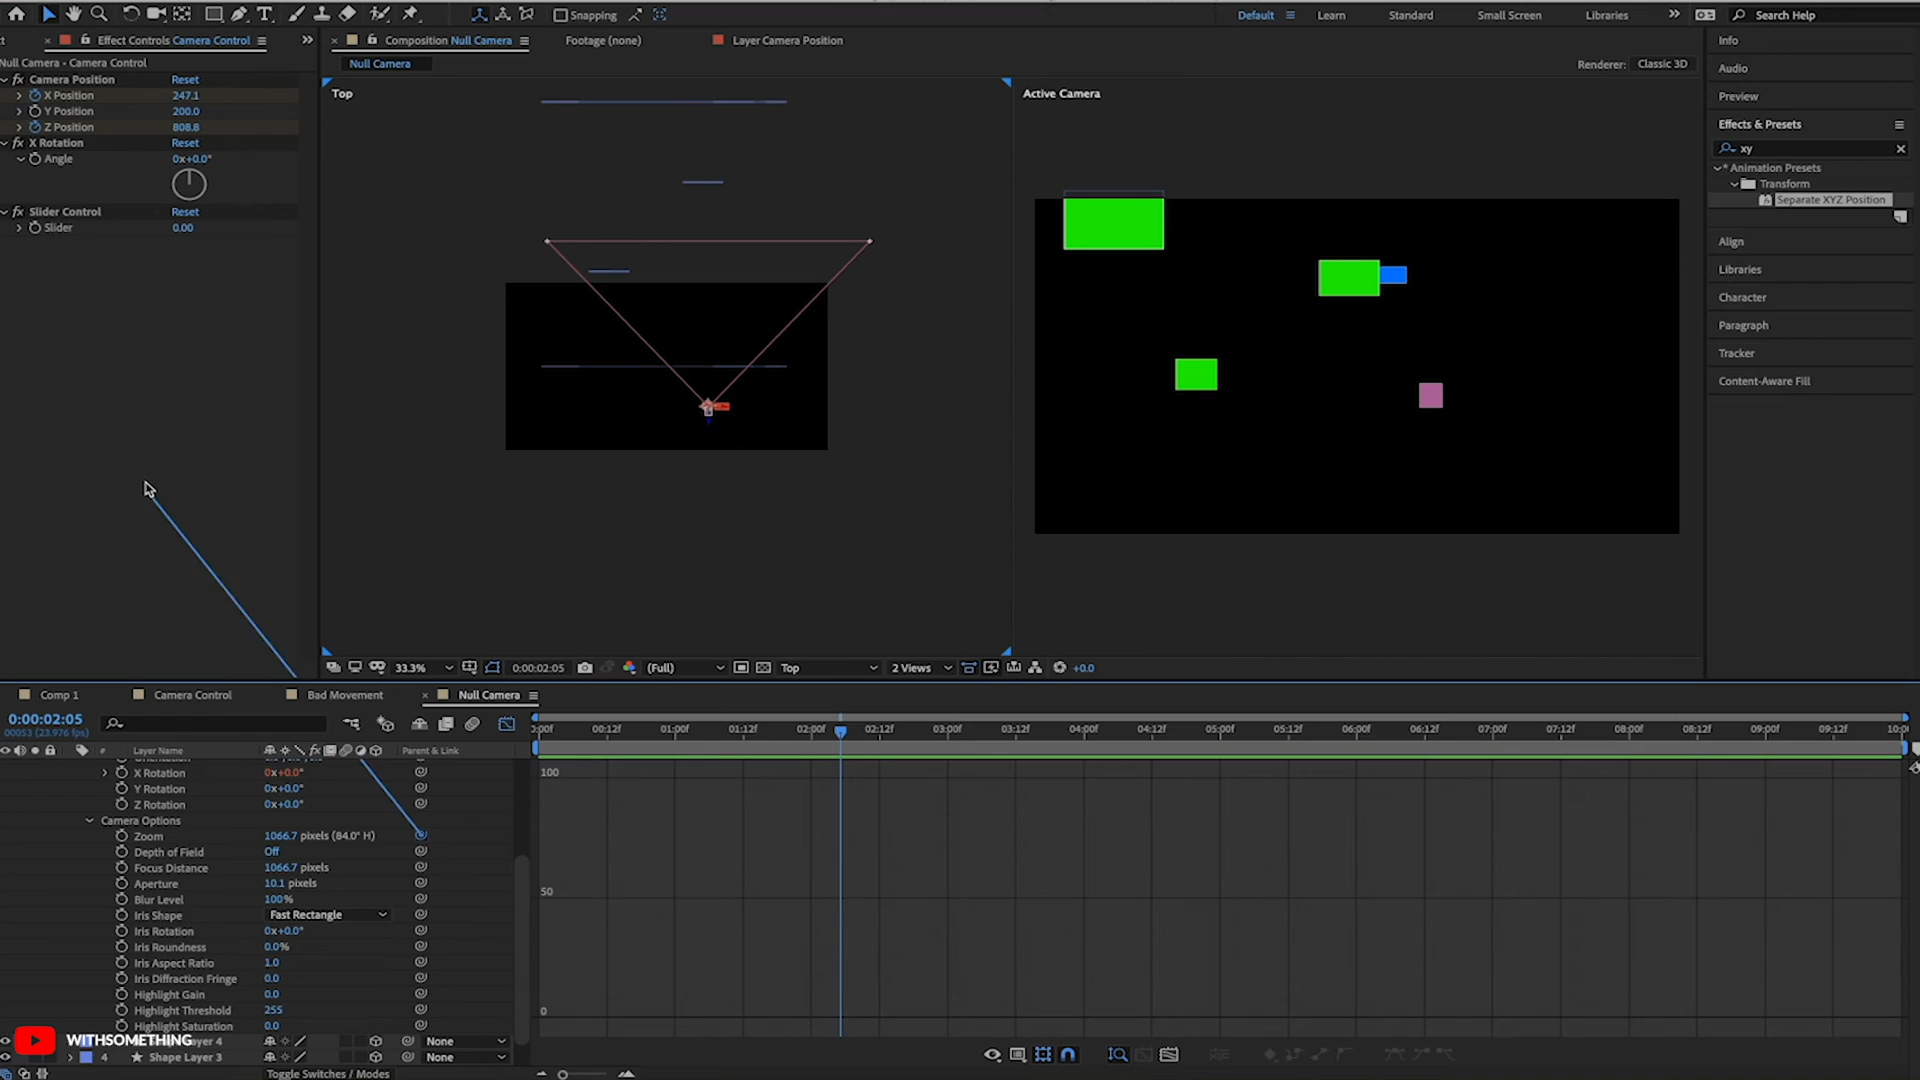 Snapping
Default
Learn
Standard
Small Screen
Libraries
Search Help
Effect Controls Camera Control
Composition Null Camera
Footage (none)
Layer Camera Position
Info
Null Camera • Camera Control
Null Camera
Renderer: Classic 3D
Audio
Camera Position Reset
X Position 247.1
Y Position 200.0
Z Position 808.8
X Rotation Reset
Angle 0x+0.0°
Slider Control Reset
Slider 0.00
Top
Active Camera
Preview
Effects & Presets
xy
* Animation Presets
Transform
Separate XYZ Position
Align
Libraries
Character
Paragraph
Tracker
Content-Aware Fill
33.3%
0:00:02:05
(Full)
Top
2 Views
+0.0
Comp 1
Camera Control
Bad Movement
Null Camera
0:00:02:05
00053 (23.976 fps)
:00f 00:12f 01:00f 01:12f 02:00f 02:12f 03:00f 03:12f 04:00f 04:12f 05:00f 05:12f 06:00f 06:12f 07:00f 07:12f 08:00f 08:12f 09:00f 09:12f 10:0
# Layer Name Parent & Link
X Rotation 0x+0.0°
Y Rotation 0x+0.0°
Z Rotation 0x+0.0°
Camera Options
Zoom 1066.7 pixels (84.0° H)
Depth of Field Off
Focus Distance 1066.7 pixels
Aperture 10.1 pixels
Blur Level 100%
Iris Shape Fast Rectangle
Iris Rotation 0x+0.0°
Iris Roundness 0.0%
Iris Aspect Ratio 1.0
Iris Diffraction Fringe 0.0
Highlight Gain 0.0
Highlight Threshold 255
Highlight Saturation 0.0
WITHSOMETHING
Layer 4 None
4 Shape Layer 3 None
Toggle Switches / Modes
100
50
0